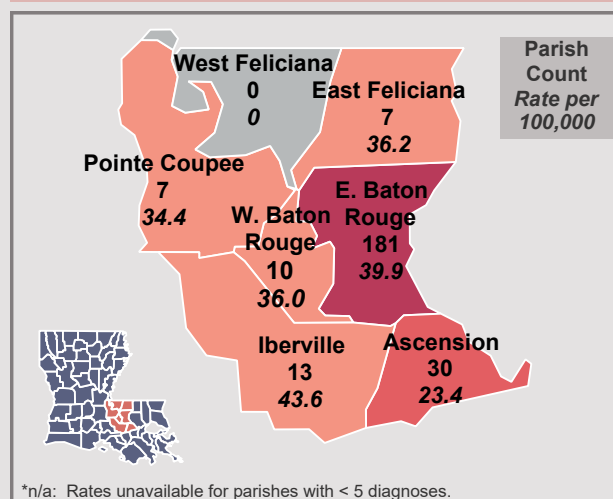 Parish
Count
Rate per
100,000
West Feliciana
0
0
East Feliciana
7
36.2
Pointe Coupee
7
34.4
W. Baton
Rouge
10
36.0
E. Baton
Rouge
181
39.9
Iberville
13
43.6
Ascension
30
23.4
*n/a: Rates unavailable for parishes with < 5 diagnoses.